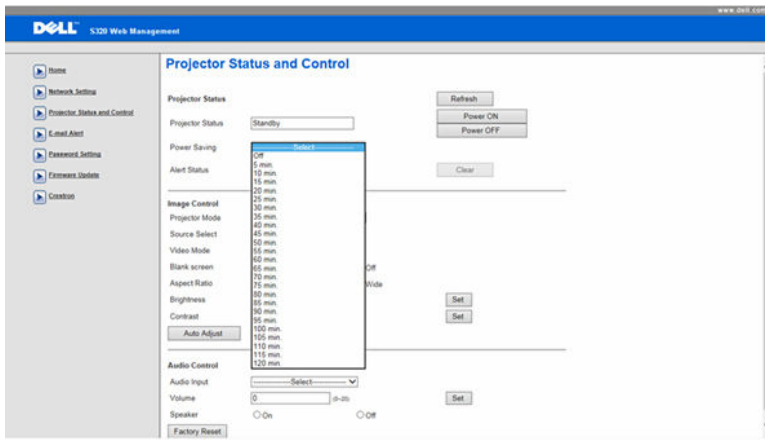 www.dell.com
DELL S320 Web Management
Home
Network Setting
Projector Status and Control
E-mail Alert
Password Setting
Firmware Update
Crestron
Projector Status and Control
Projector Status
Refresh
Projector Status
Standby
Power ON
Power OFF
Power Saving
Select
Off
5 min.
10 min.
15 min.
20 min.
25 min.
30 min.
35 min.
40 min.
45 min.
50 min.
55 min.
60 min.
65 min.
70 min.
75 min.
80 min.
85 min.
90 min.
95 min.
100 min.
105 min.
110 min.
115 min.
120 min.
Alert Status
Clear
Image Control
Projector Mode
Source Select
Video Mode
Blank screen
Off
Aspect Ratio
Wide
Brightness
Set
Contrast
Set
Auto Adjust
Audio Control
Audio Input
Select
Volume
0
(0~20)
Set
Speaker
On
Off
Factory Reset